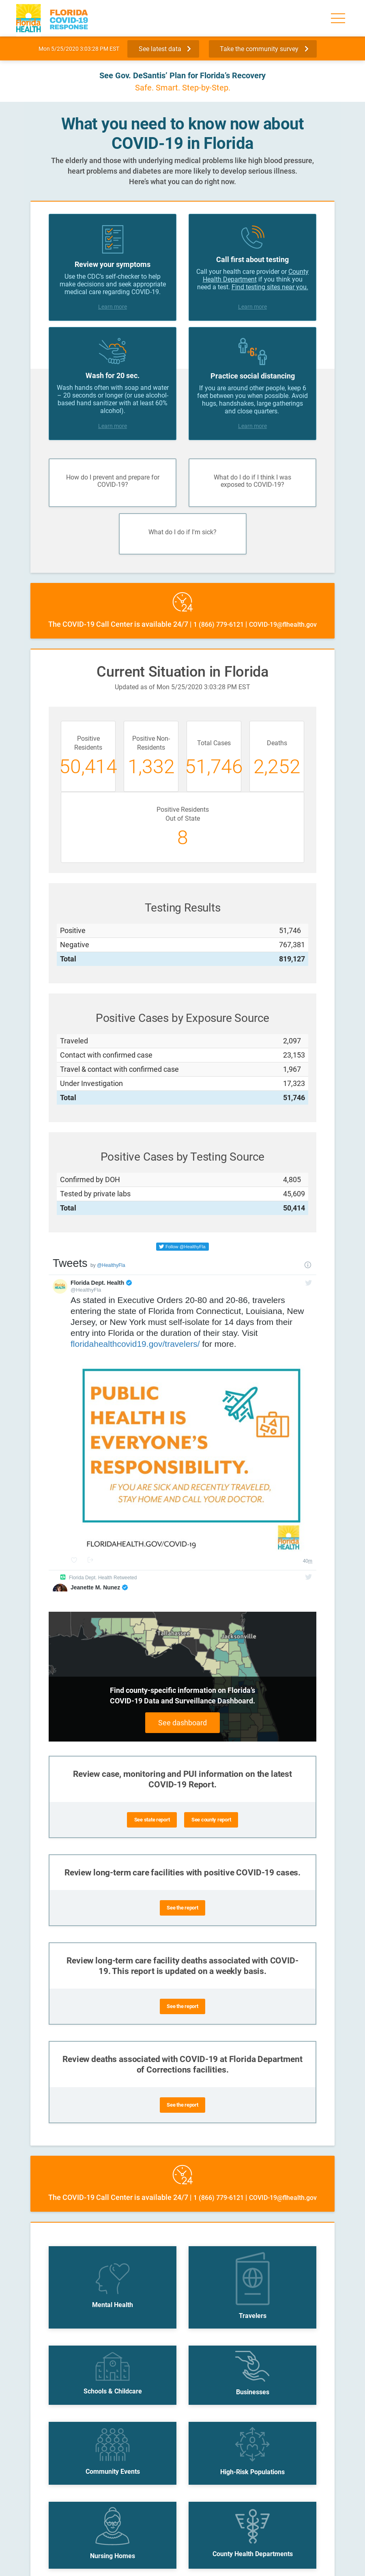 FLORIDA
COVID-19
RESPONSE
Florida
HEALTH
Mon 5/25/2020 3:03:28 PM EST
See latest data
Take the community survey
See Gov. DeSantis' Plan for Florida's Recovery
Safe. Smart. Step-by-Step.
What you need to know now about
COVID-19 in Florida
The elderly and those with underlying medical problems like high blood pressure,
heart problems and diabetes are more likely to develop serious illness.
Here's what you can do right now.
Review your symptoms
Use the CDC's self-checker to help
make decisions and seek appropriate
medical care regarding COVID-19.
Learn more
Call first about testing
Call your health care provider or County
Health Department if you think you
need a test. Find testing sites near you.
Learn more
Wash for 20 sec.
Wash hands often with soap and water
– 20 seconds or longer (or use alcohol-
based hand sanitizer with at least 60%
alcohol).
Learn more
6'
Practice social distancing
If you are around other people, keep 6
feet between you when possible. Avoid
hugs, handshakes, large gatherings
and close quarters.
Learn more
How do I prevent and prepare for
COVID-19?
What do I do if I think I was
exposed to COVID-19?
What do I do if I'm sick?
24
The COVID-19 Call Center is available 24/7 | 1 (866) 779-6121 | COVID-19@flhealth.gov
Current Situation in Florida
Updated as of Mon 5/25/2020 3:03:28 PM EST
Positive
Residents
50,414
Positive Non-
Residents
1,332
Total Cases
51,746
Deaths
2,252
Positive Residents
Out of State
8
Testing Results
Positive 51,746
Negative 767,381
Total 819,127
Positive Cases by Exposure Source
Traveled 2,097
Contact with confirmed case 23,153
Travel & contact with confirmed case 1,967
Under Investigation 17,323
Total 51,746
Positive Cases by Testing Source
Confirmed by DOH 4,805
Tested by private labs 45,609
Total 50,414
Follow @HealthyFla
Tweets by @HealthyFla
Florida Dept. Health
@HealthyFla
As stated in Executive Orders 20-80 and 20-86, travelers
entering the state of Florida from Connecticut, Louisiana, New
Jersey, or New York must self-isolate for 14 days from their
entry into Florida or the duration of their stay. Visit
floridahealthcovid19.gov/travelers/ for more.
PUBLIC
HEALTH IS
EVERYONE'S
RESPONSIBILITY.
IF YOU ARE SICK AND RECENTLY TRAVELED,
STAY HOME AND CALL YOUR DOCTOR.
FLORIDAHEALTH.GOV/COVID-19
Florida
HEALTH
40m
Florida Dept. Health Retweeted
Jeanette M. Nunez
Tallahassee
Jacksonville
Find county-specific information on Florida's
COVID-19 Data and Surveillance Dashboard.
See dashboard
Review case, monitoring and PUI information on the latest
COVID-19 Report.
See state report
See county report
Review long-term care facilities with positive COVID-19 cases.
See the report
Review long-term care facility deaths associated with COVID-
19. This report is updated on a weekly basis.
See the report
Review deaths associated with COVID-19 at Florida Department
of Corrections facilities.
See the report
24
The COVID-19 Call Center is available 24/7 | 1 (866) 779-6121 | COVID-19@flhealth.gov
Mental Health
Travelers
Schools & Childcare
Businesses
Community Events
High-Risk Populations
Nursing Homes
County Health Departments